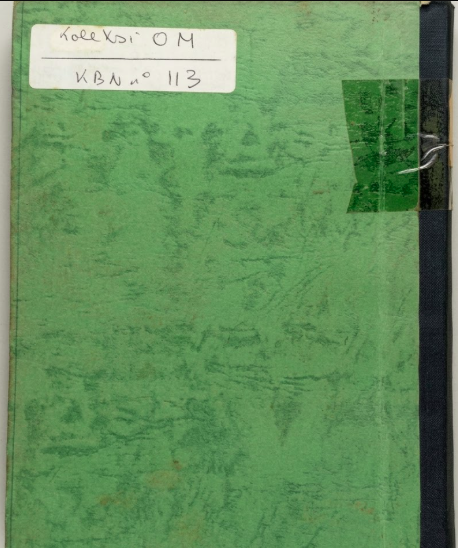 Koleksi OM
KBN nº 113